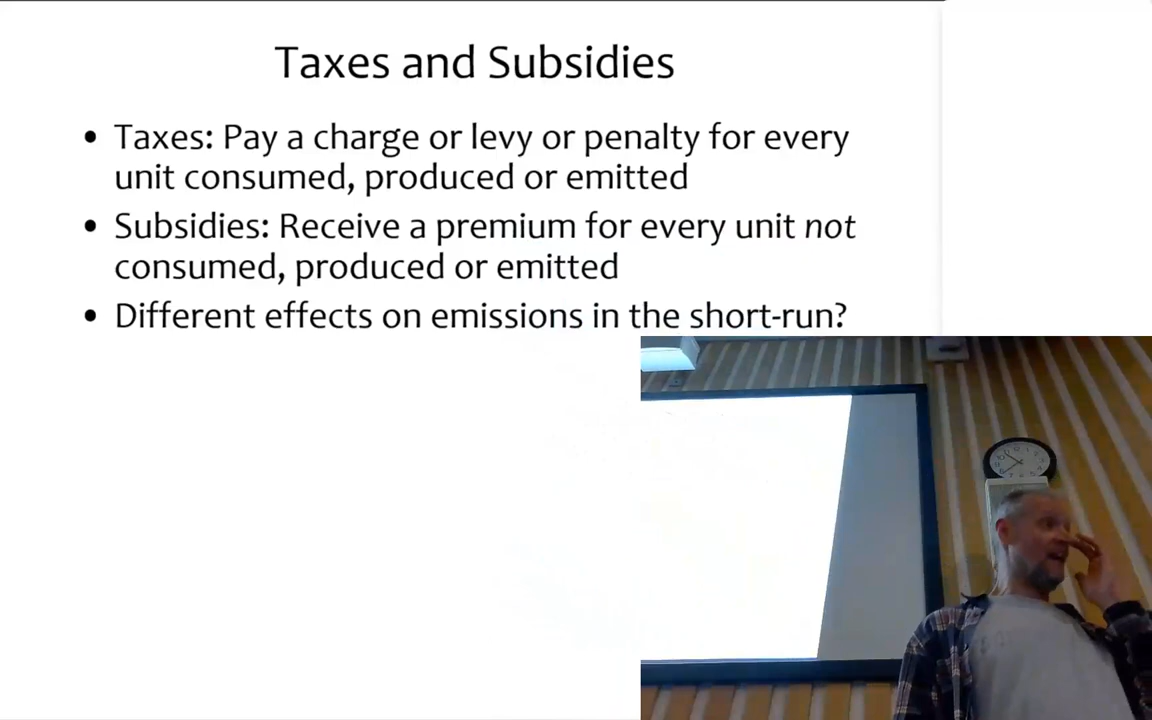 Taxes and Subsidies
• Taxes: Pay a charge or levy or penalty for every
unit consumed, produced or emitted
• Subsidies: Receive a premium for every unit not
consumed, produced or emitted
• Different effects on emissions in the short-run?